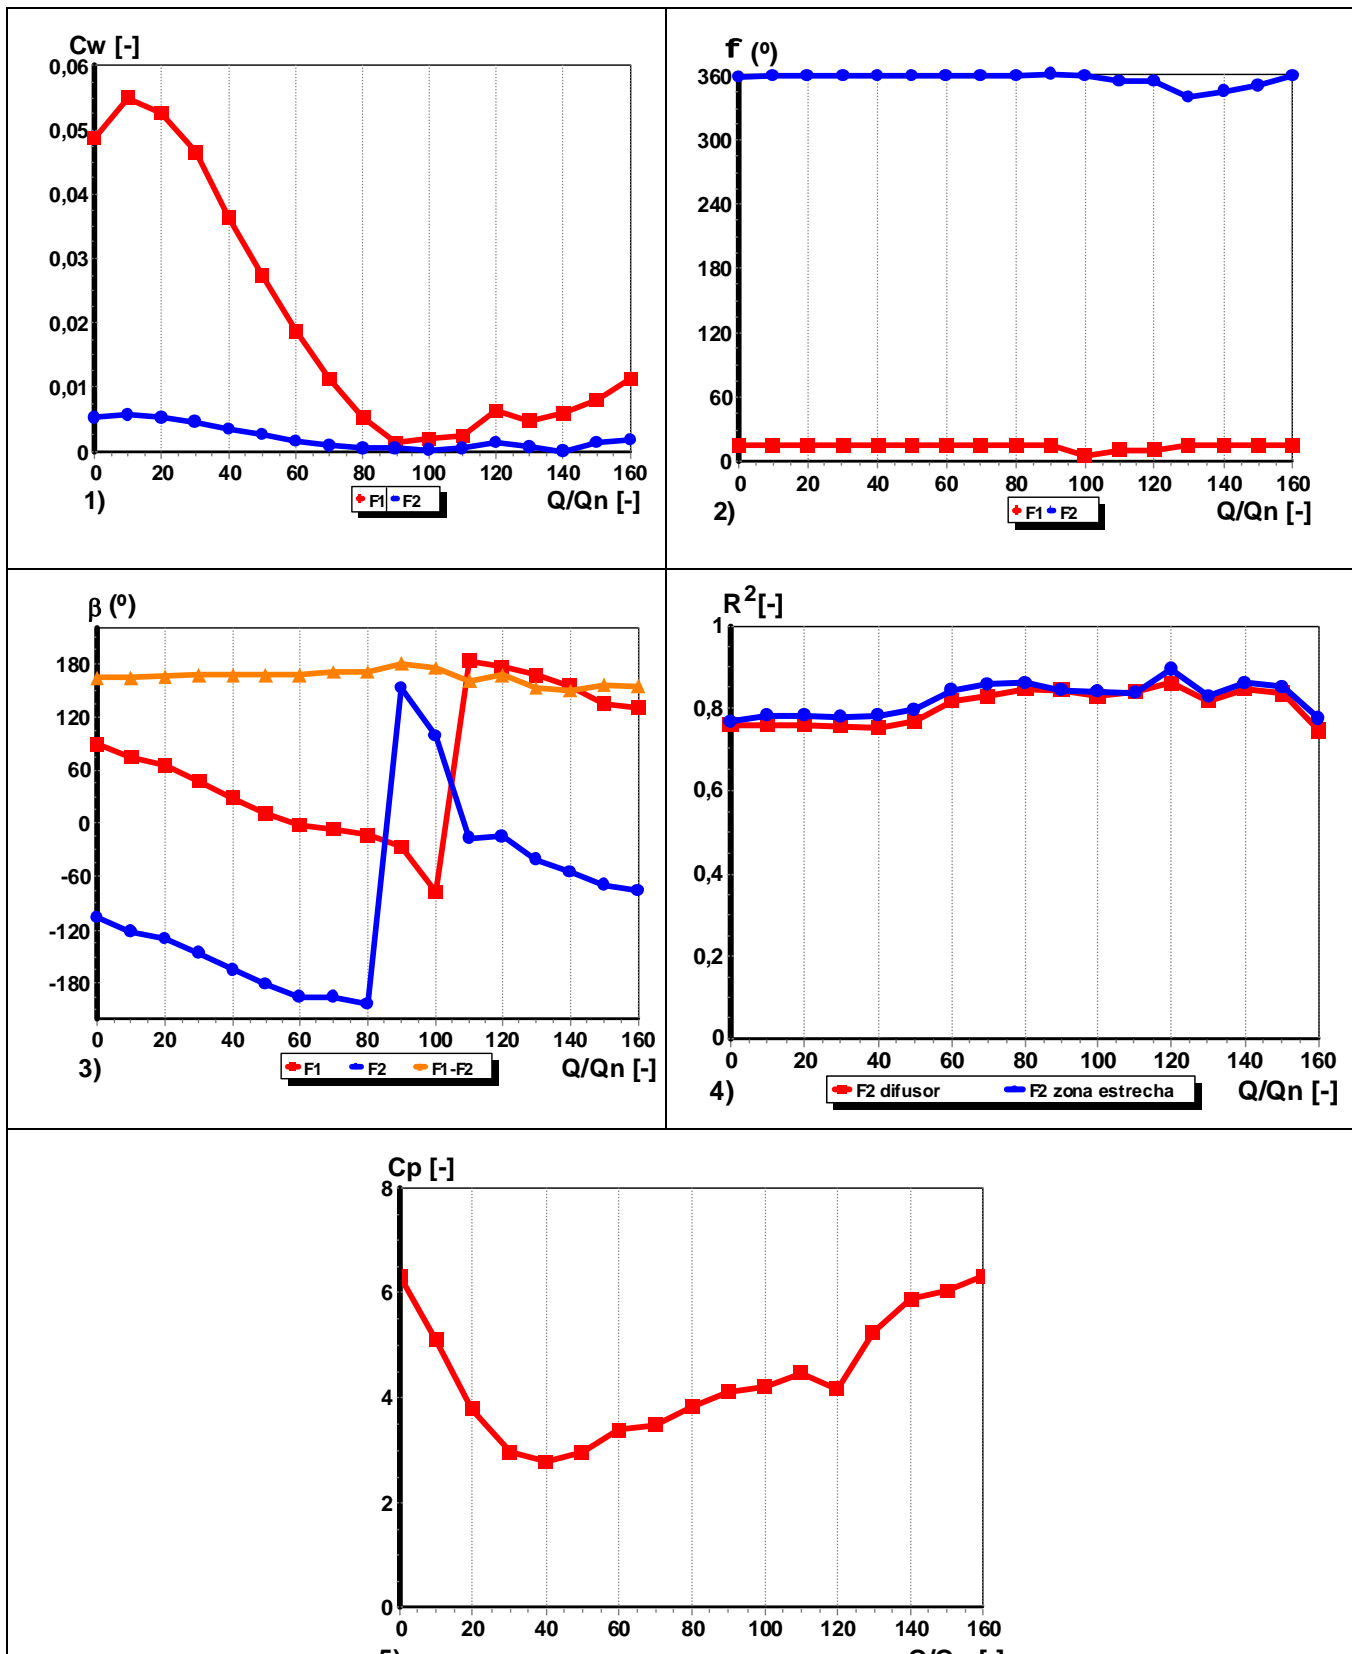 Cw [-]
0,06
0,05
0,04
0,03
0,02
0,01
0
0 20 40 60 80 100 120 140 160
1)
F1 F2
Q/Qn [-]
f (º)
360
300
240
180
120
60
0
0 20 40 60 80 100 120 140 160
2)
F1 F2
Q/Qn [-]
β (º)
180
120
60
0
-60
-120
-180
0 20 40 60 80 100 120 140 160
3)
F1 F2 F1-F2
Q/Qn [-]
R2[-]
1
0,8
0,6
0,4
0,2
0
0 20 40 60 80 100 120 140 160
4)
F2 difusor F2 zona estrecha
Q/Qn [-]
Cp [-]
8
6
4
2
0
0 20 40 60 80 100 120 140 160
5)
Q/Qn [-]